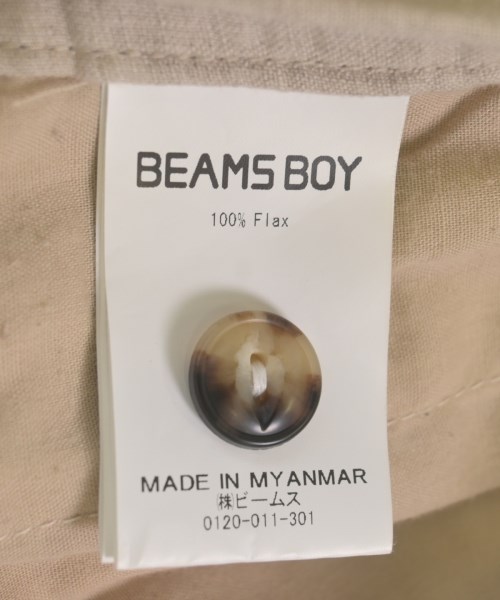 BEAMS BOY
100% Flax
MADE IN MYANMAR
㈱ビームス
0120-011-301